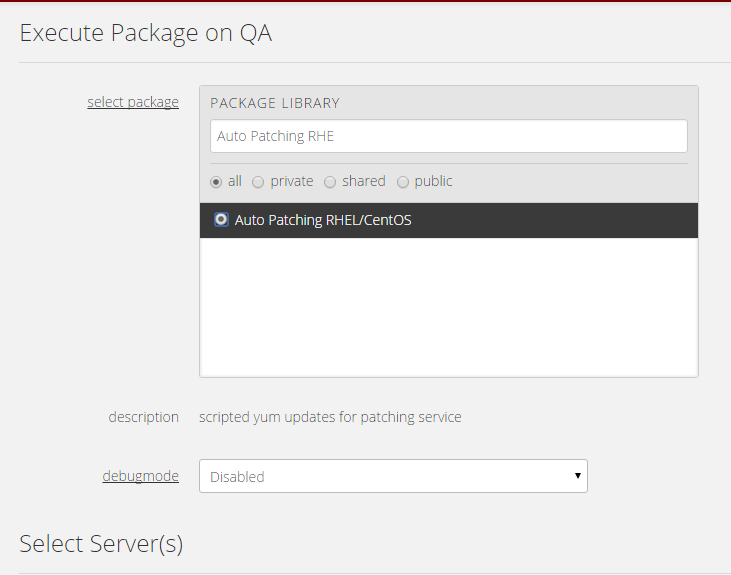 Execute Package on QA
select package
PACKAGE LIBRARY
Auto Patching RHE
all private shared public
Auto Patching RHEL/CentOS
description scripted yum updates for patching service
debugmode Disabled
Select Server(s)